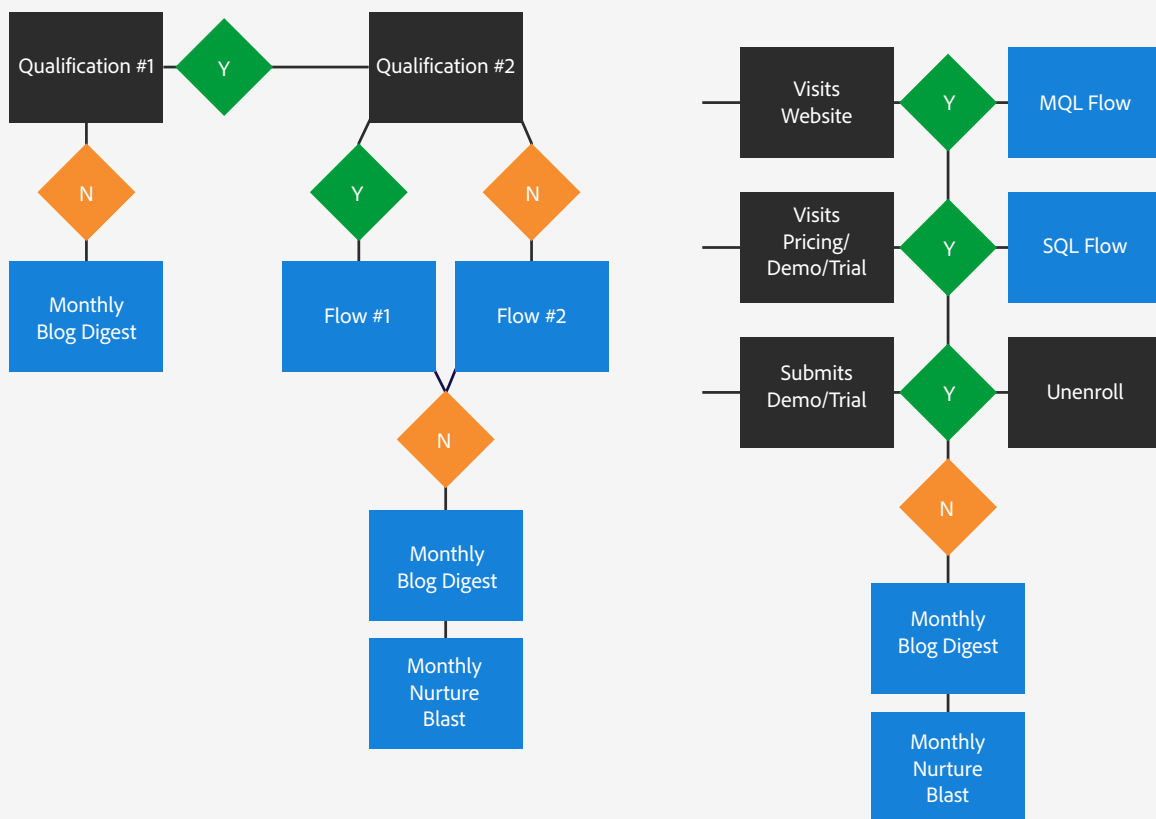 Qualification #1
Y
Qualification #2
N
Y
N
Monthly
Blog Digest
Flow #1
Flow #2
N
Monthly
Blog Digest
Monthly
Nurture
Blast
Visits
Website
Y
MQL Flow
Visits
Pricing/
Demo/Trial
Y
SQL Flow
Submits
Demo/Trial
Y
Unenroll
N
Monthly
Blog Digest
Monthly
Nurture
Blast